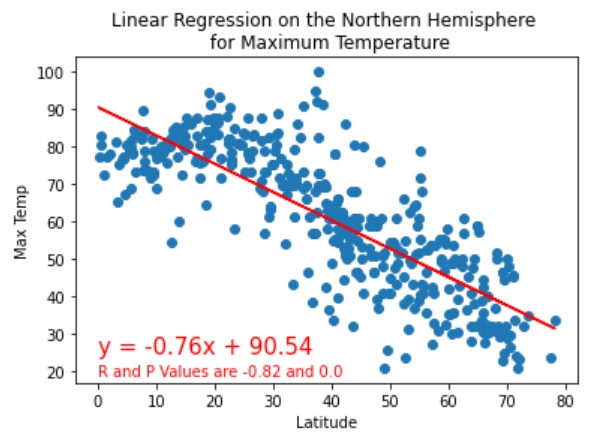 Linear Regression on the Northern Hemisphere
for Maximum Temperature
100
90
80
70
60
50
40
30
20
Max Temp
y = -0.76x + 90.54
R and P Values are -0.82 and 0.0
0 10 20 30 40 50 60 70 80
Latitude